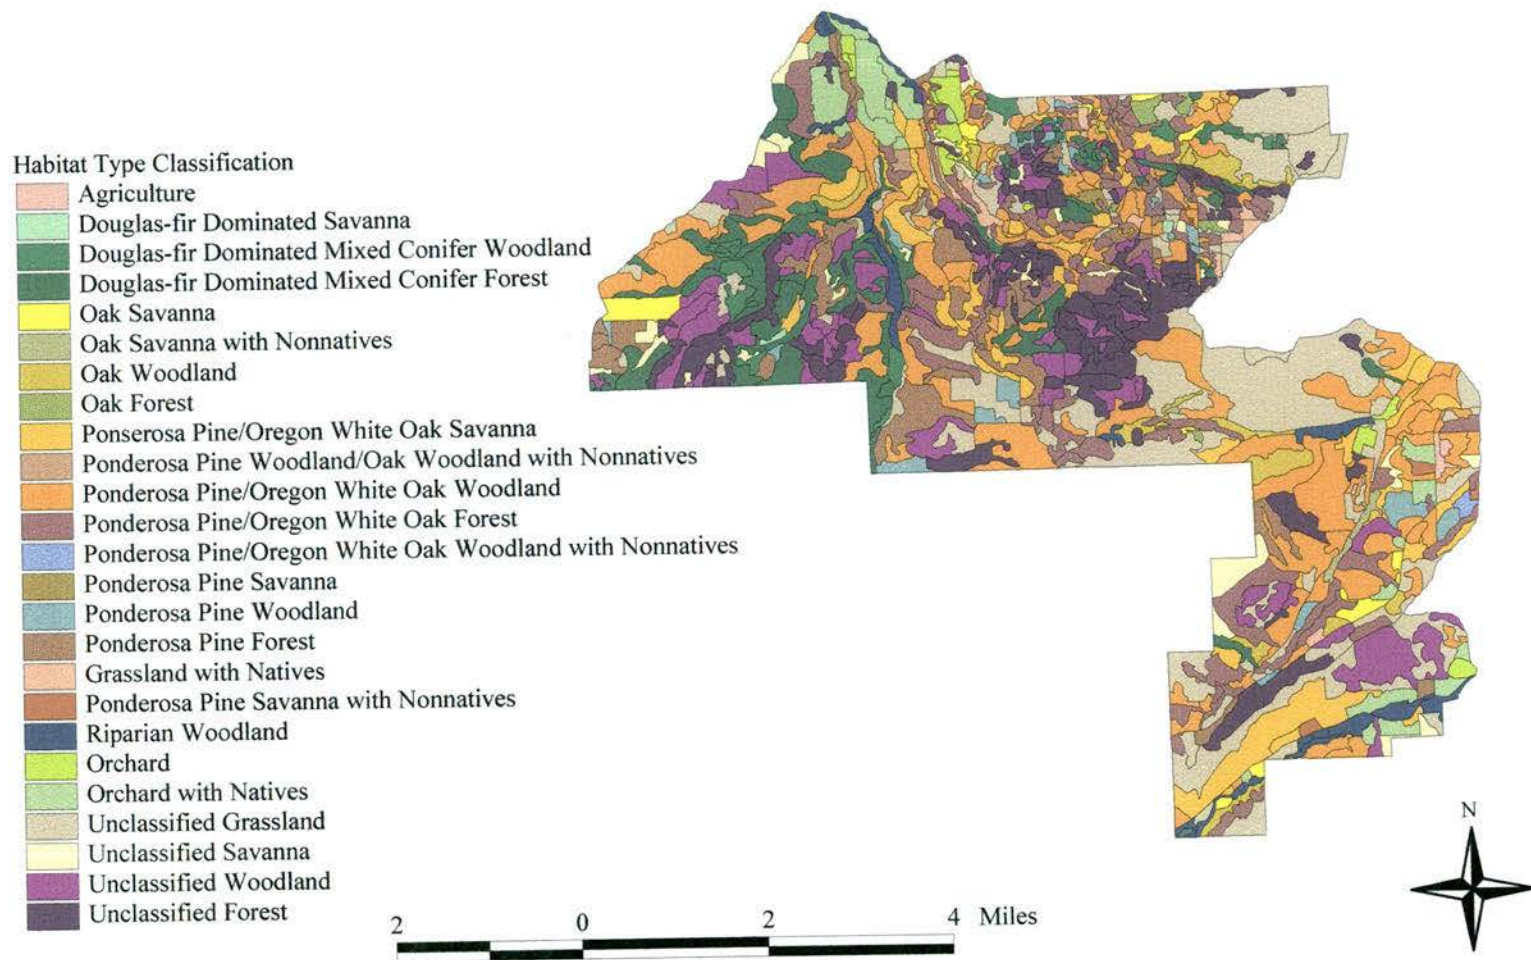 Habitat Type Classification
Agriculture
Douglas-fir Dominated Savanna
Douglas-fir Dominated Mixed Conifer Woodland
Douglas-fir Dominated Mixed Conifer Forest
Oak Savanna
Oak Savanna with Nonnatives
Oak Woodland
Oak Forest
Ponserosa Pine/Oregon White Oak Savanna
Ponderosa Pine Woodland/Oak Woodland with Nonnatives
Ponderosa Pine/Oregon White Oak Woodland
Ponderosa Pine/Oregon White Oak Forest
Ponderosa Pine/Oregon White Oak Woodland with Nonnatives
Ponderosa Pine Savanna
Ponderosa Pine Woodland
Ponderosa Pine Forest
Grassland with Natives
Ponderosa Pine Savanna with Nonnatives
Riparian Woodland
Orchard
Orchard with Natives
Unclassified Grassland
Unclassified Savanna
Unclassified Woodland
Unclassified Forest
2 0 2 4 Miles
N